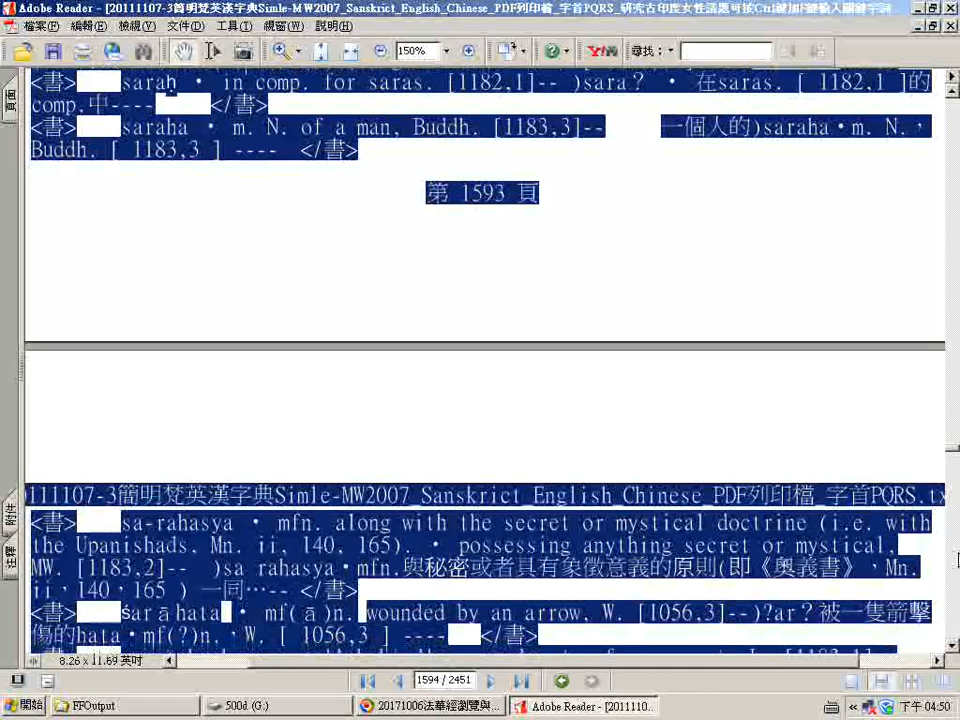 Adobe Reader - [20111107-3簡明梵英漢字典Simle-MW2007_Sanskrict_English_Chinese_PDF列印檔_字首PQRS_研究古印度女性議題可按Ctrl鍵加F鍵輸入關鍵字詞
檔案(F) 編輯(E) 檢視(V) 文件(D) 工具(T) 視窗(W) 說明(H)
150% Y! 尋找:
<書> sarah • in comp. for saras. [1182,1]-- )sara? • 在saras. [ 1182,1 ]的
comp.中---- </書>
<書> saraha • m. N. of a man, Buddh. [1183,3]-- 一個人的)saraha•m. N.,
Buddh. [ 1183,3 ] ---- </書>
第 1593 頁
)111107-3簡明梵英漢字典Simle-MW2007_Sanskrict_English_Chinese_PDF列印檔_字首PQRS.tx
<書> sa-rahasya • mfn. along with the secret or mystical doctrine (i.e. with
the Upanishads, Mn. ii, 140, 165). • possessing anything secret or mystical,
MW. [1183,2]-- )sa rahasya•mfn.與秘密或者具有象徵意義的原則(即《奧義書》,Mn.
ii,140,165 ) 一同…-- </書>
<書> śarāhata • mf(ā)n. wounded by an arrow, W. [1056,3]--)?ar?被一隻箭擊
傷的hata•mf(?)n.,W. [ 1056,3 ] ---- </書>
頁面
附件
註釋
8.26 x 11.69 英吋
1594 / 2451
開始 FFOutput 500d (G:) 20171006法華經瀏覽與... Adobe Reader - [2011110... 下午 04:50